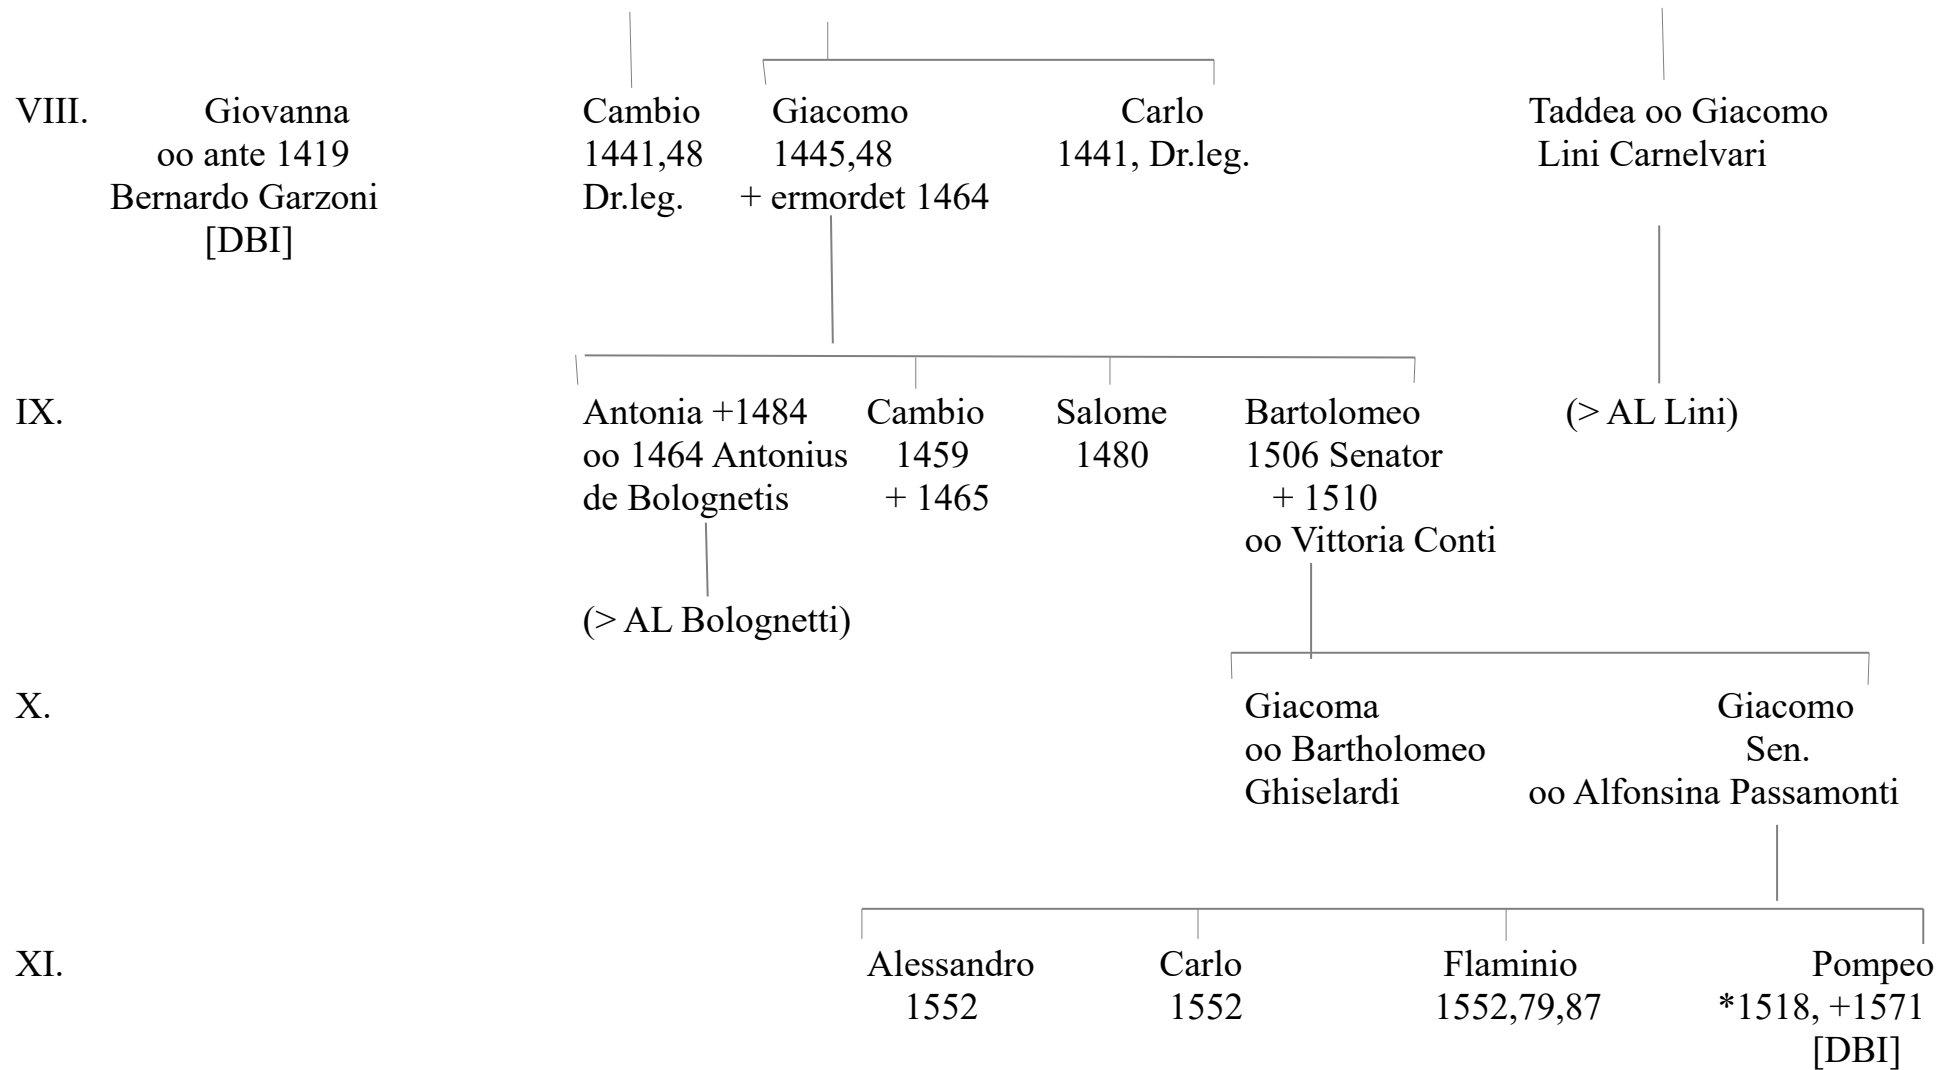 VIII. Giovanna Cambio Giacomo Carlo Taddea oo Giacomo
oo ante 1419 1441,48 1445,48 1441, Dr.leg. Lini Carnelvari
Bernardo Garzoni Dr.leg. + ermordet 1464
[DBI]
IX. Antonia +1484 Cambio Salome Bartolomeo (> AL Lini)
oo 1464 Antonius 1459 1480 1506 Senator
de Bolognetis + 1465 + 1510
oo Vittoria Conti
(> AL Bolognetti)
X. Giacoma Giacomo
oo Bartholomeo Sen.
Ghiselardi oo Alfonsina Passamonti
XI. Alessandro Carlo Flaminio Pompeo
1552 1552 1552,79,87 *1518, +1571
[DBI]